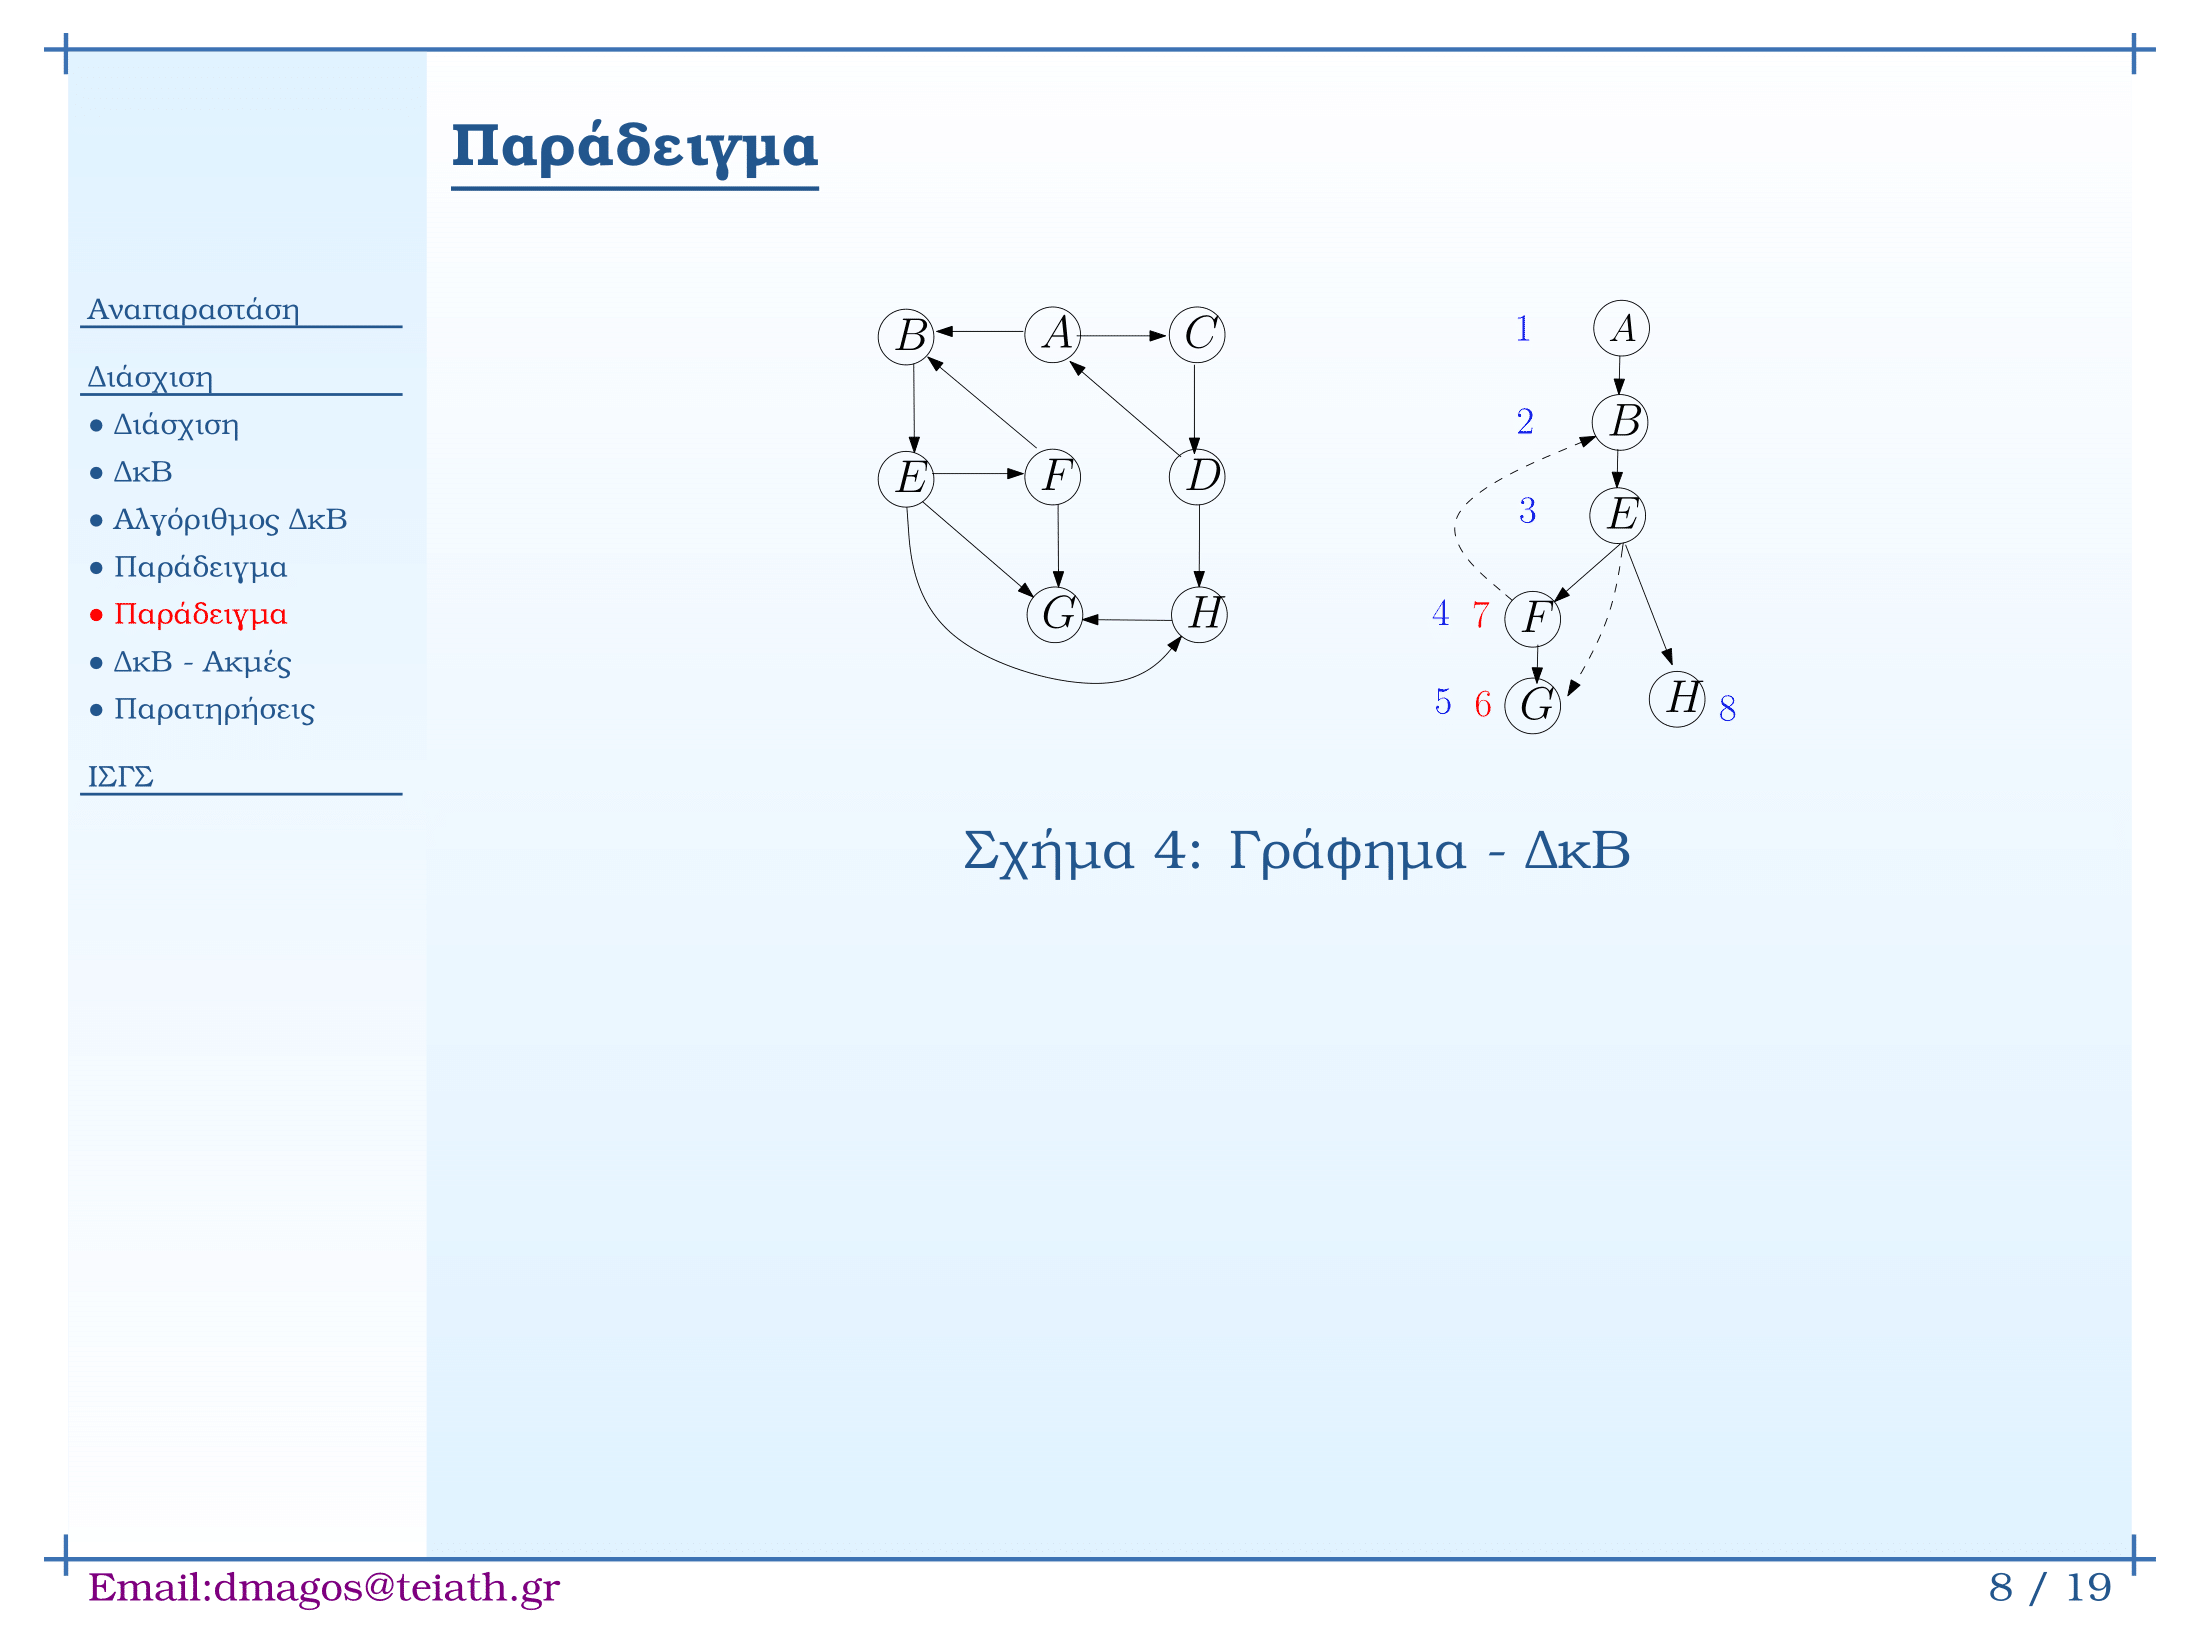 Παράδειγμα
Αναπαραστάση
Διάσχιση
● Διάσχιση
● ΔκΒ
● Αλγόριθμος ΔκΒ
● Παράδειγμα
● Παράδειγμα
● ΔκΒ - Ακμές
● Παρατηρήσεις
ΙΣΓΣ
B A C
E F D
G H
1 A
2 B
3 E
4 7 F
5 6 G H 8
Σχήμα 4: Γράφημα - ΔκΒ
Email:dmagos@teiath.gr
8 / 19